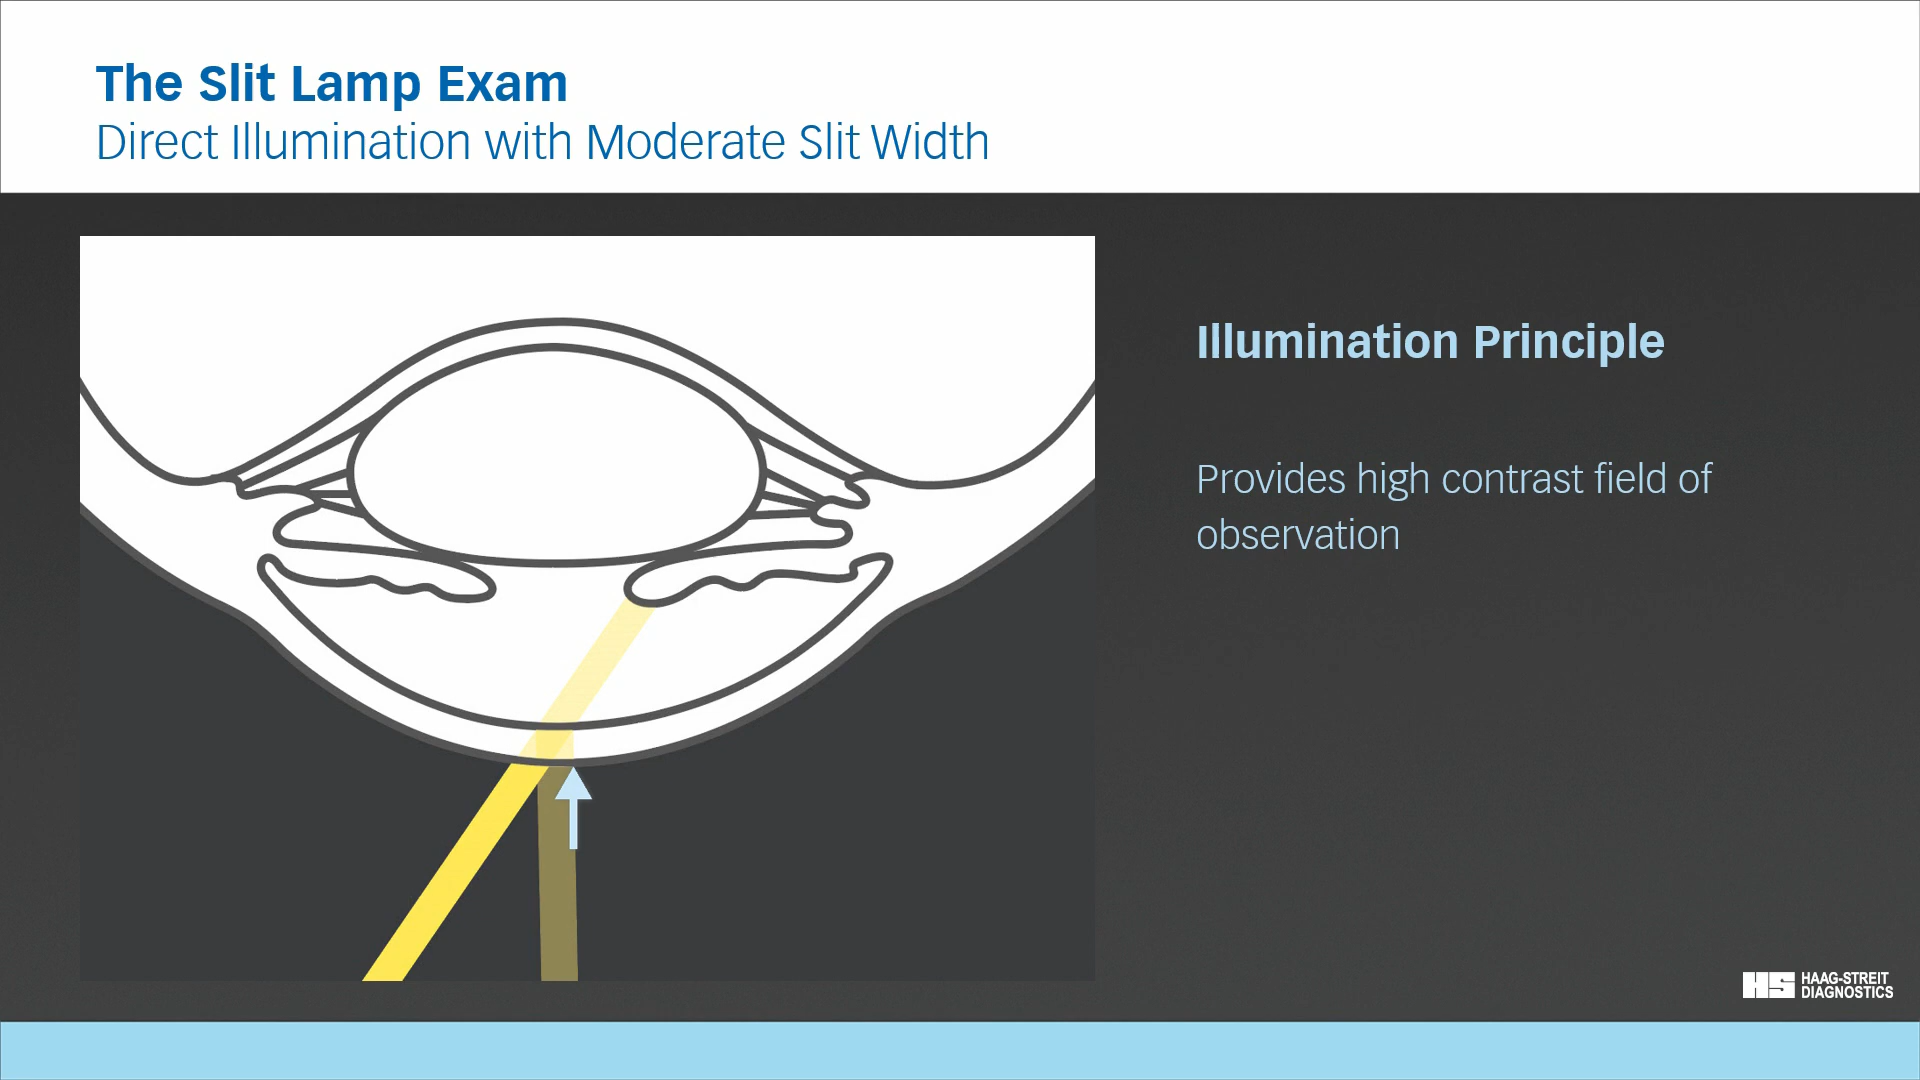 The Slit Lamp Exam
Direct Illumination with Moderate Slit Width
Illumination Principle
Provides high contrast field of
observation
HS HAAG-STREIT
DIAGNOSTICS